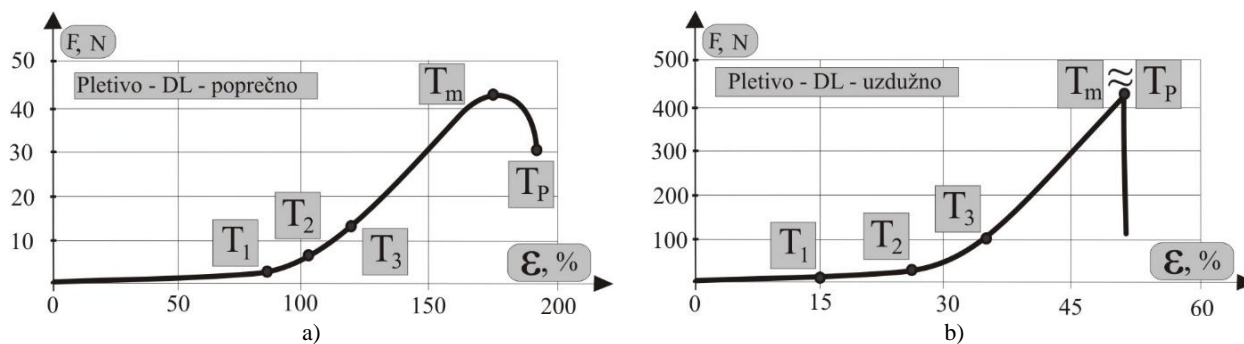 F, N
50
40
30
20
10
Pletivo - DL - poprečno
T1
T2
T3
Tm
TP
ε, %
0
50
100
150
200
a)
F, N
500
400
300
200
100
Pletivo - DL - uzdužno
T1
T2
T3
Tm ≈ TP
ε, %
0
15
30
45
60
b)